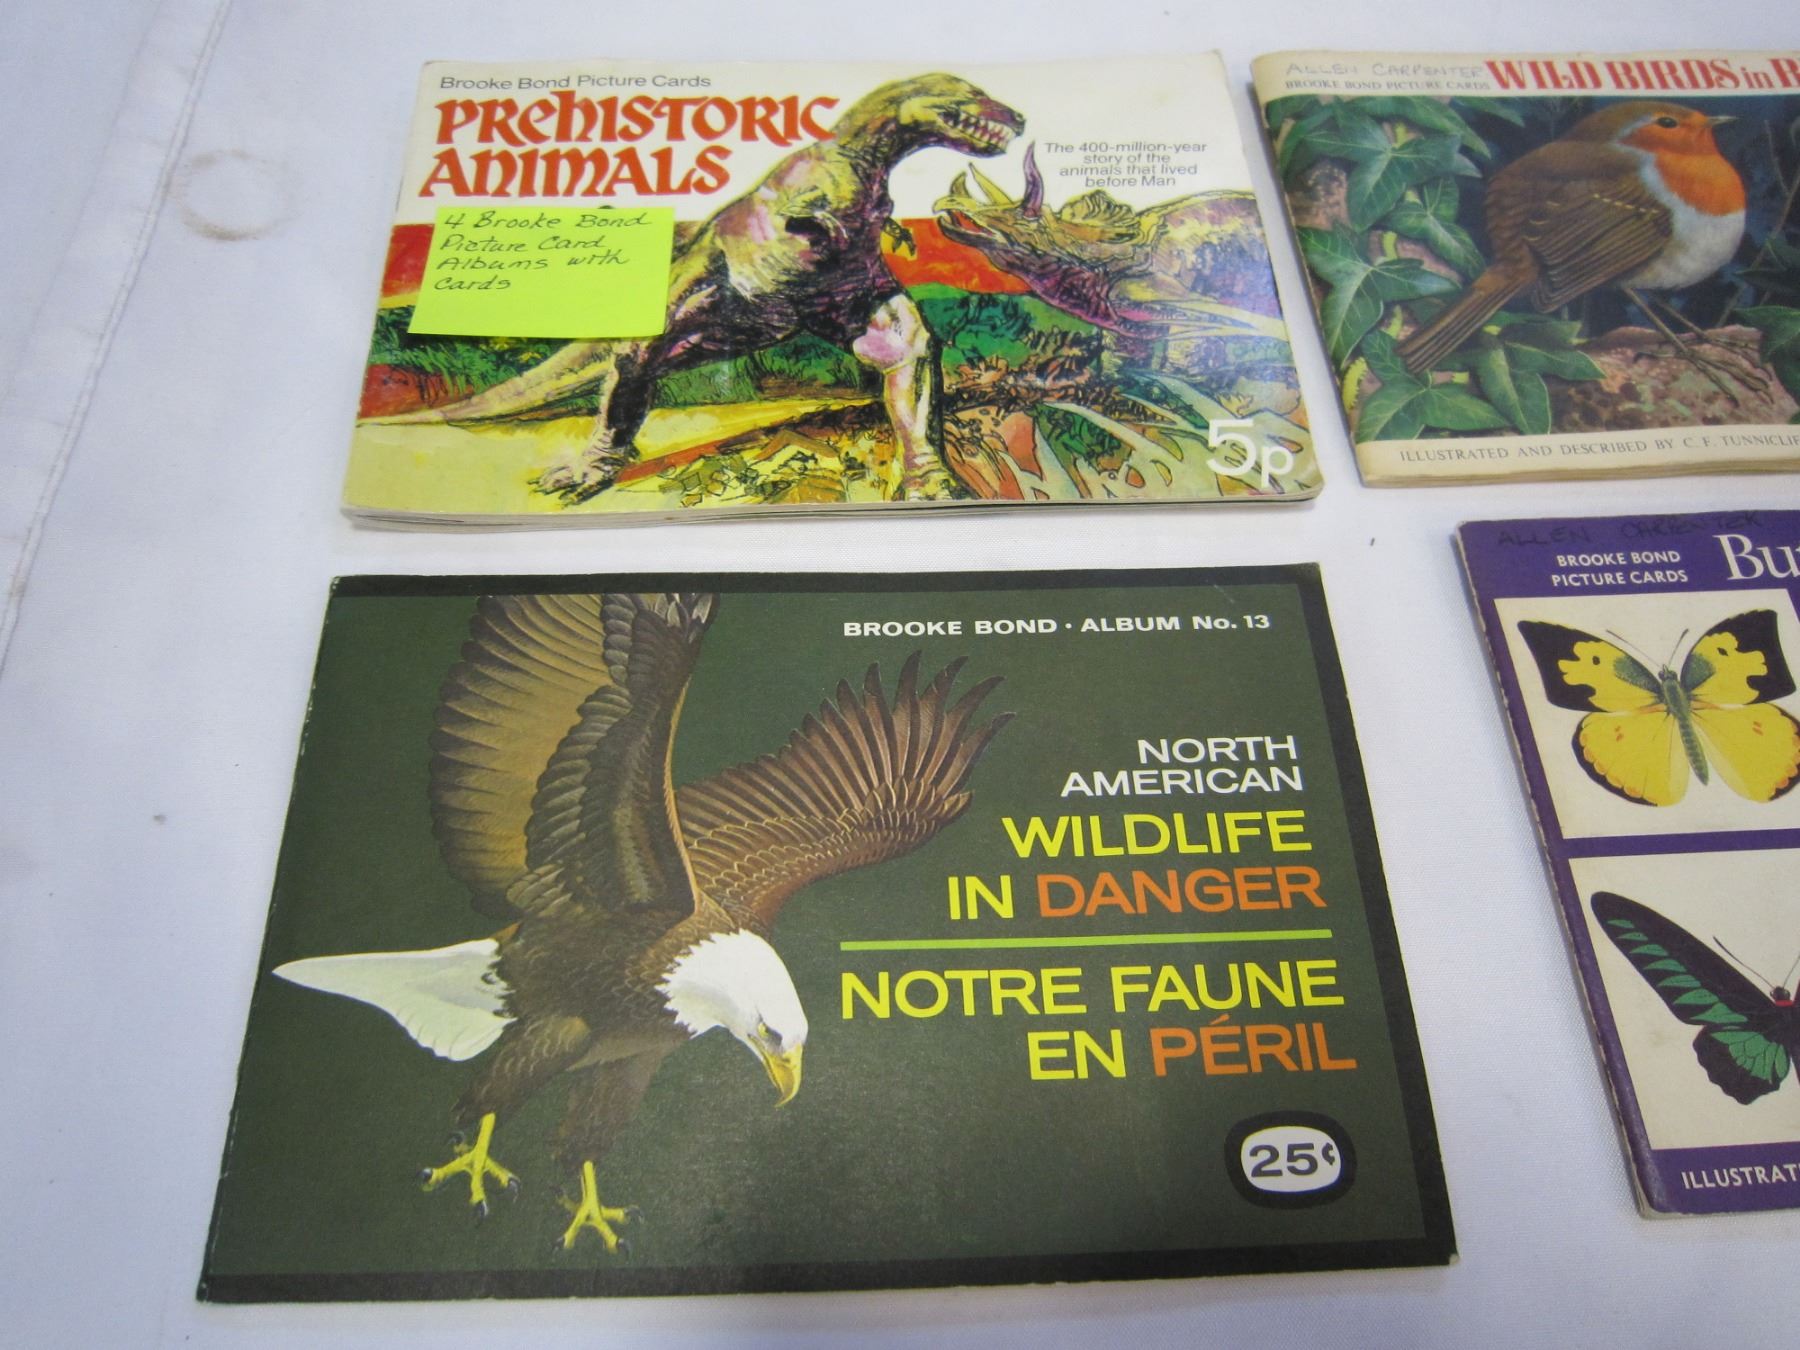 Brooke Bond Picture Cards
PREHISTORIC
ANIMALS
The 400-million-year
story of the
animals that lived
before Man
4 Brooke Bond
Picture Card
Albums with
Cards
5p
ALLEN CARPENTER
BROOKE BOND PICTURE CARDS
WILD BIRDS in
ILLUSTRATED AND DESCRIBED BY C. F.
BROOKE BOND · ALBUM No. 13
NORTH
AMERICAN
WILDLIFE
IN DANGER
NOTRE FAUNE
EN PÉRIL
25¢
ALLEN CARPENTER
BROOKE BOND
PICTURE CARDS